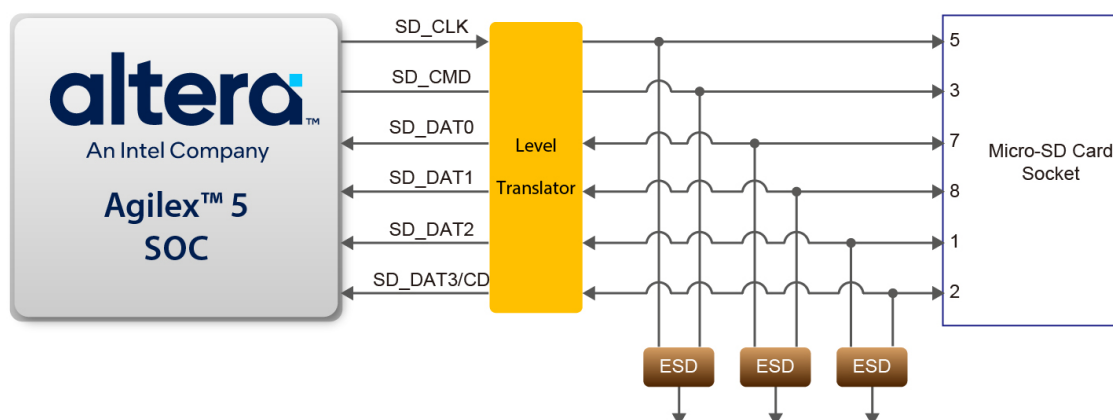 altera™
An Intel Company
Agilex™ 5
SOC
SD_CLK
SD_CMD
SD_DAT0
SD_DAT1
SD_DAT2
SD_DAT3/CD
Level
Translator
5
3
7
8
1
2
Micro-SD Card
Socket
ESD
ESD
ESD